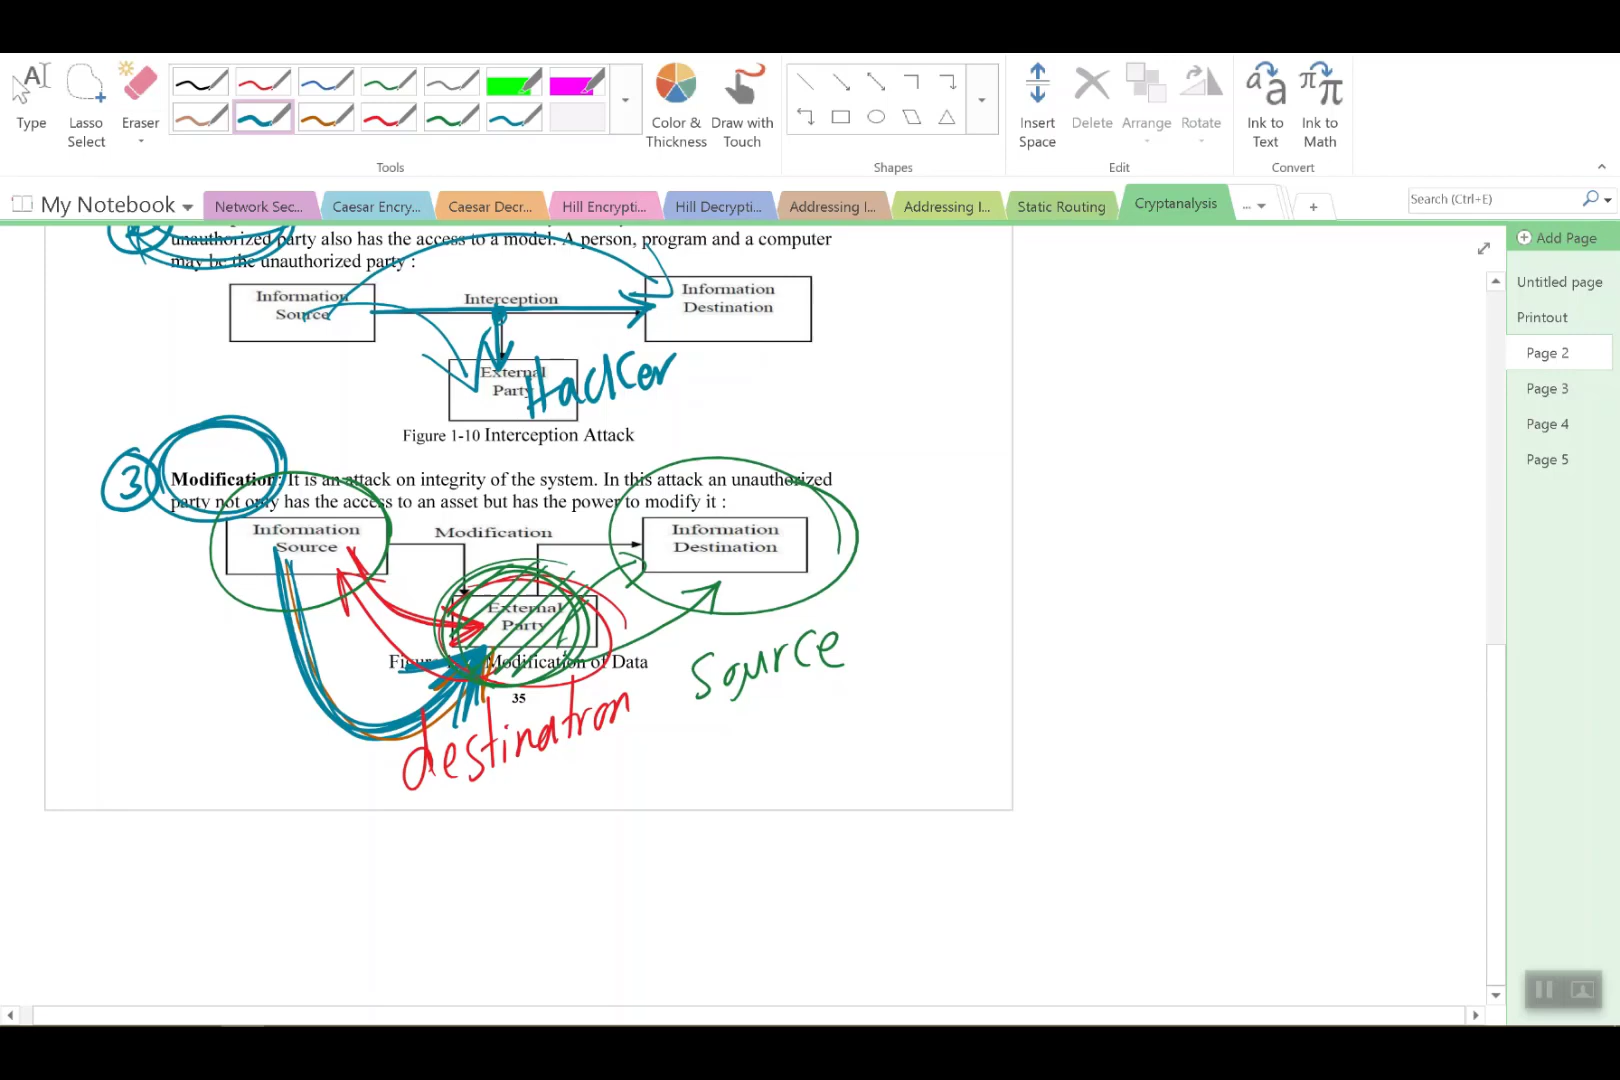 Type
Lasso Select
Eraser
Color & Thickness
Draw with Touch
Insert Space
Delete
Arrange
Rotate
Ink to Text
Ink to Math
Tools
Shapes
Edit
Convert
My Notebook
Network Sec...
Caesar Encry...
Caesar Decr...
Hill Encrypti...
Hill Decrypti...
Addressing I...
Addressing I...
Static Routing
Cryptanalysis
...
Search (Ctrl+E)
Add Page
Untitled page
Printout
Page 2
Page 3
Page 4
Page 5
unauthorized party also has the access to a model. A person, program and a computer
may be the unauthorized party :
Information Source
Interception
Information Destination
External Party
Hacker
Figure 1-10 Interception Attack
3
Modification: It is an attack on integrity of the system. In this attack an unauthorized
party not only has the access to an asset but has the power to modify it :
Information Source
Modification
Information Destination
External Party
Modification of Data
source
35
destination